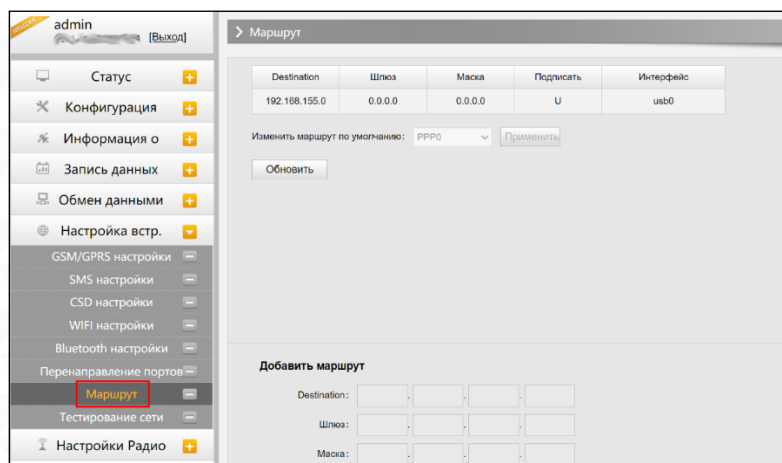 admin
[Выход]
Статус
Конфигурация
Информация о
Запись данных
Обмен данными
Настройка встр.
GSM/GPRS настройки
SMS настройки
CSD настройки
WIFI настройки
Bluetooth настройки
Перенаправление портов
Маршрут
Тестирование сети
Настройки Радио
Маршрут
Destination Шлюз Маска Подписать Интерфейс
192.168.155.0 0.0.0.0 0.0.0.0 U usb0
Изменить маршрут по умолчанию: PPP0 Применить
Обновить
Добавить маршрут
Destination:
Шлюз:
Маска: